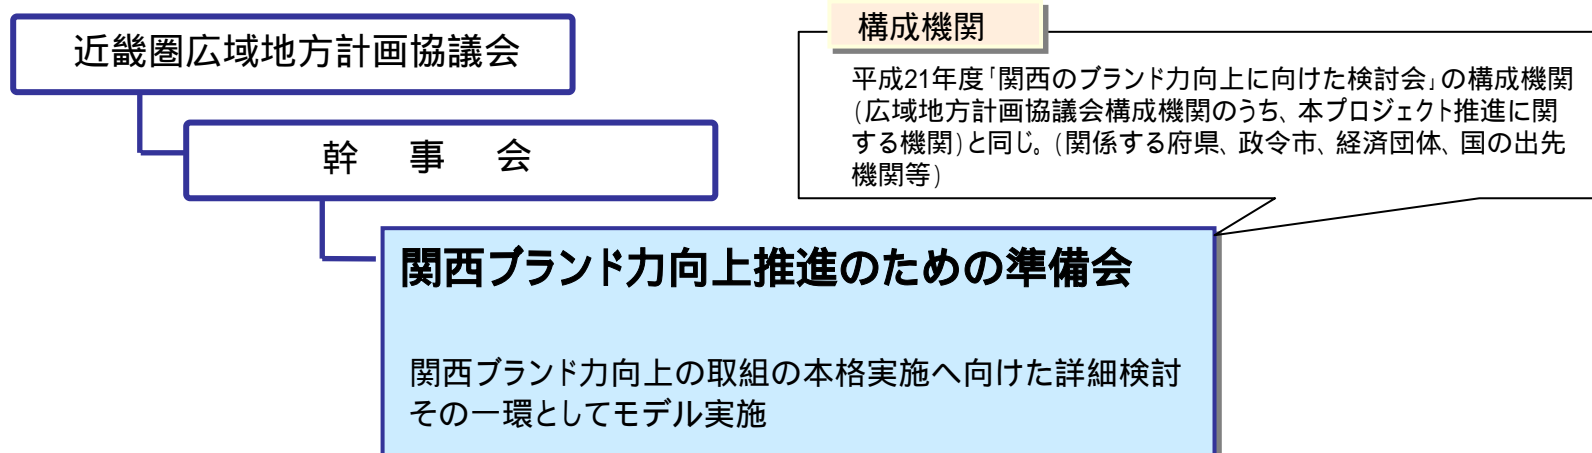 近畿圏広域地方計画協議会
構成機関
平成21年度「関西のブランド力向上に向けた検討会」の構成機関
(広域地方計画協議会構成機関のうち、本プロジェクト推進に関
する機関)と同じ。(関係する府県、政令市、経済団体、国の出先
機関等)
幹 事 会
関西ブランド力向上推進のための準備会
関西ブランド力向上の取組の本格実施へ向けた詳細検討
その一環としてモデル実施